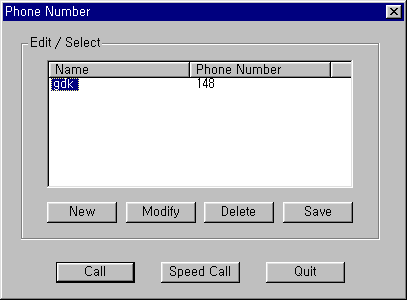 Phone Number
Edit / Select
Name Phone Number
gdk 148
New Modify Delete Save
Call Speed Call Quit